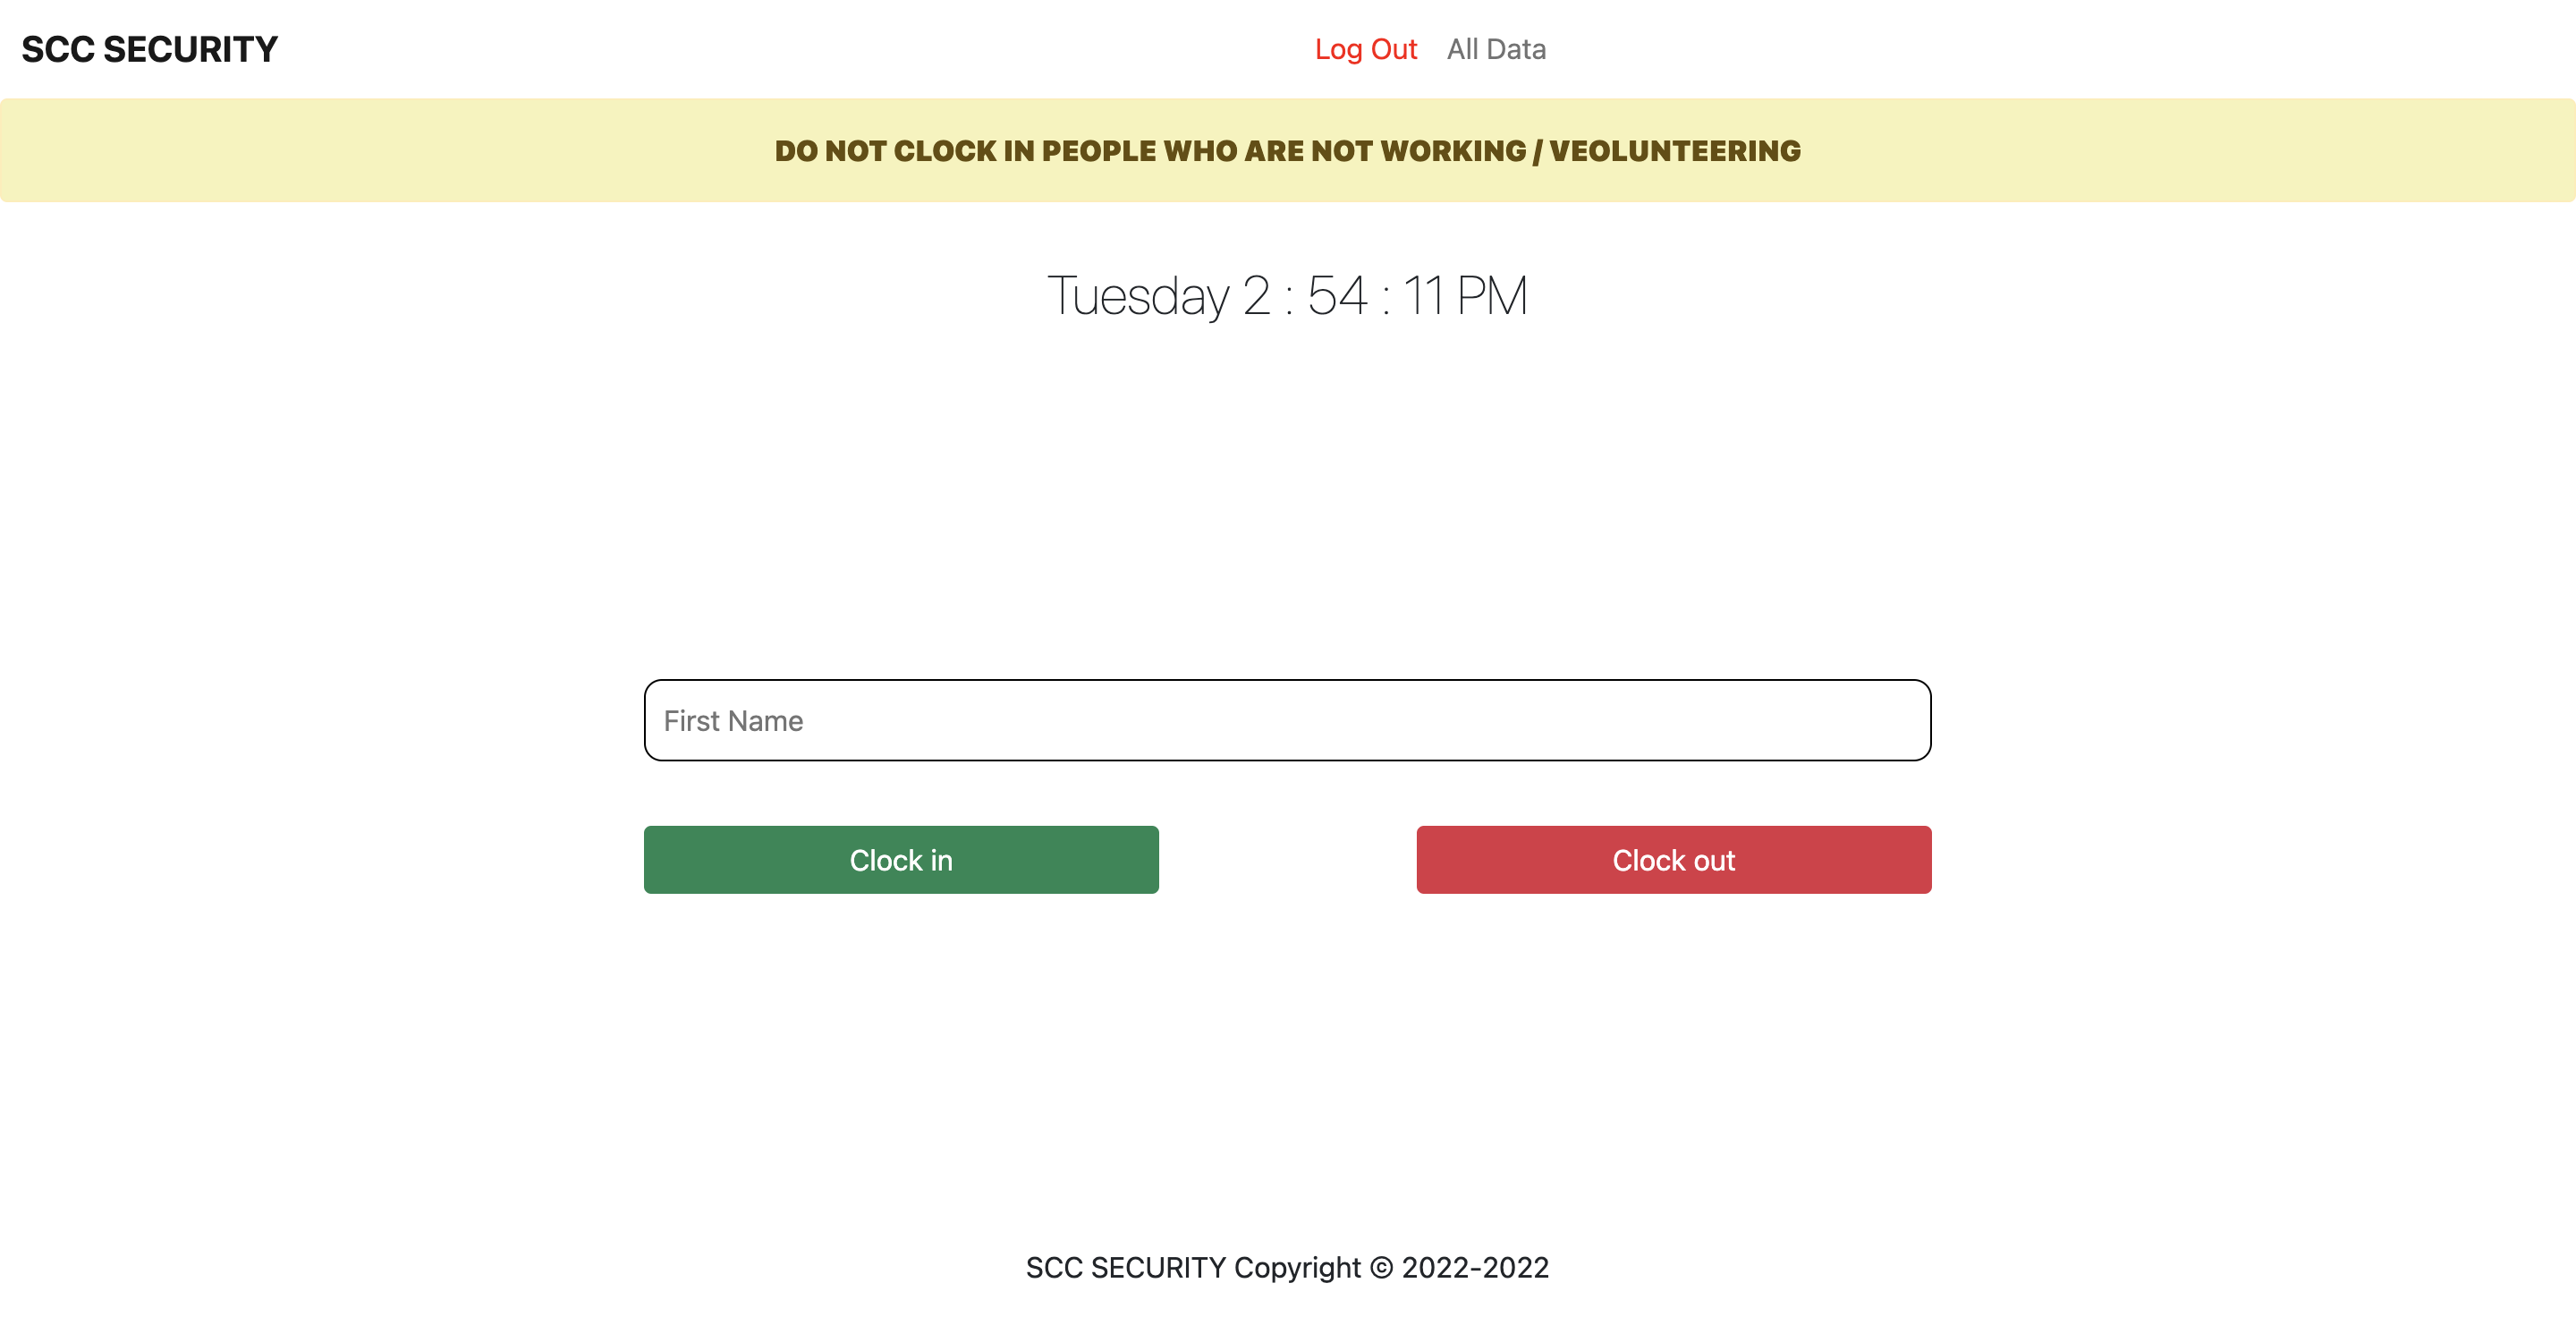 SCC SECURITY
Log Out All Data
DO NOT CLOCK IN PEOPLE WHO ARE NOT WORKING / VEOLUNTEERING
Tuesday 2 : 54 : 11 PM
First Name
Clock in Clock out
SCC SECURITY Copyright © 2022-2022